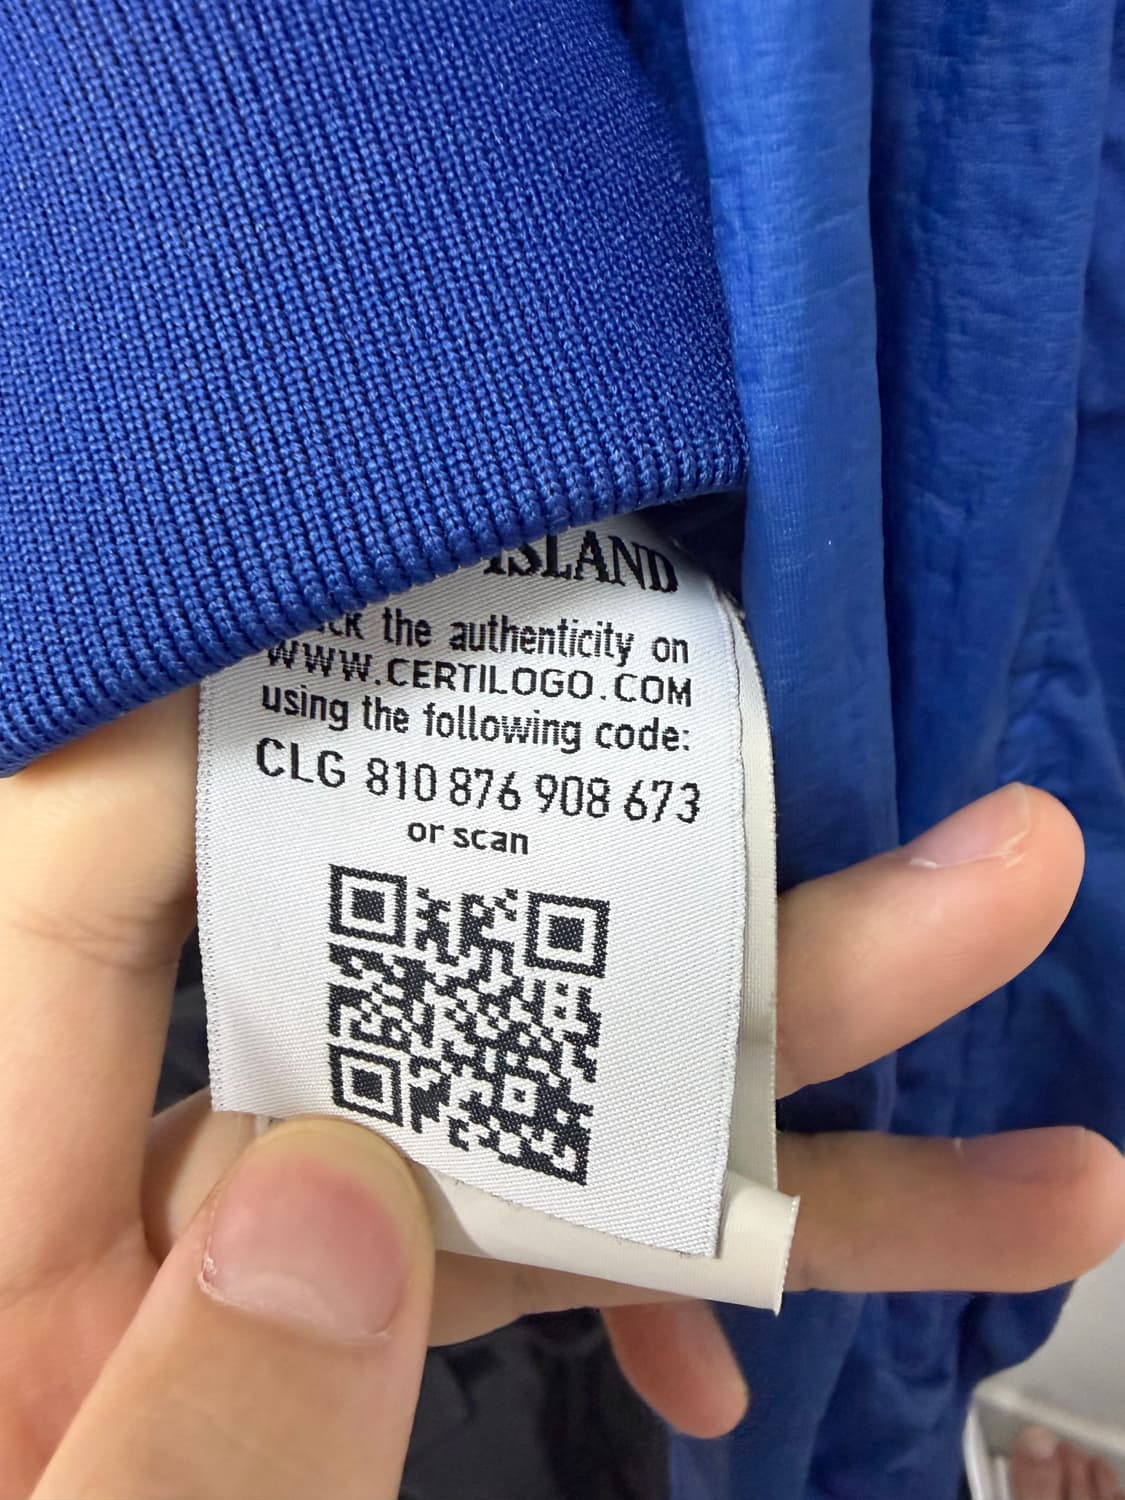 ISLAND
the authenticity on
WWW.CERTILOGO.COM
using the following code:
CLG 810 876 908 673
or scan